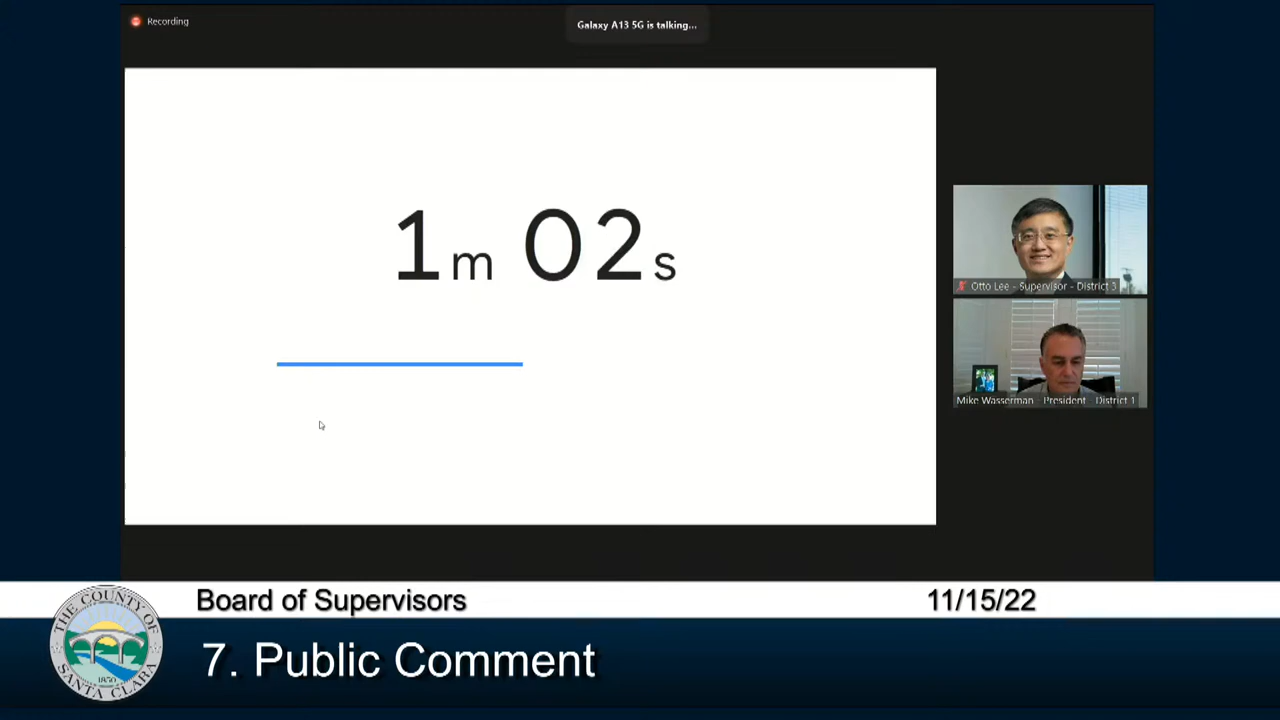 Recording
Galaxy A13 5G is talking...
1m 02s
Otto Lee - Supervisor - District 3
Mike Wasserman - President - District 1
Board of Supervisors
11/15/22
7. Public Comment
THE COUNTY OF
SANTA CLARA
1850